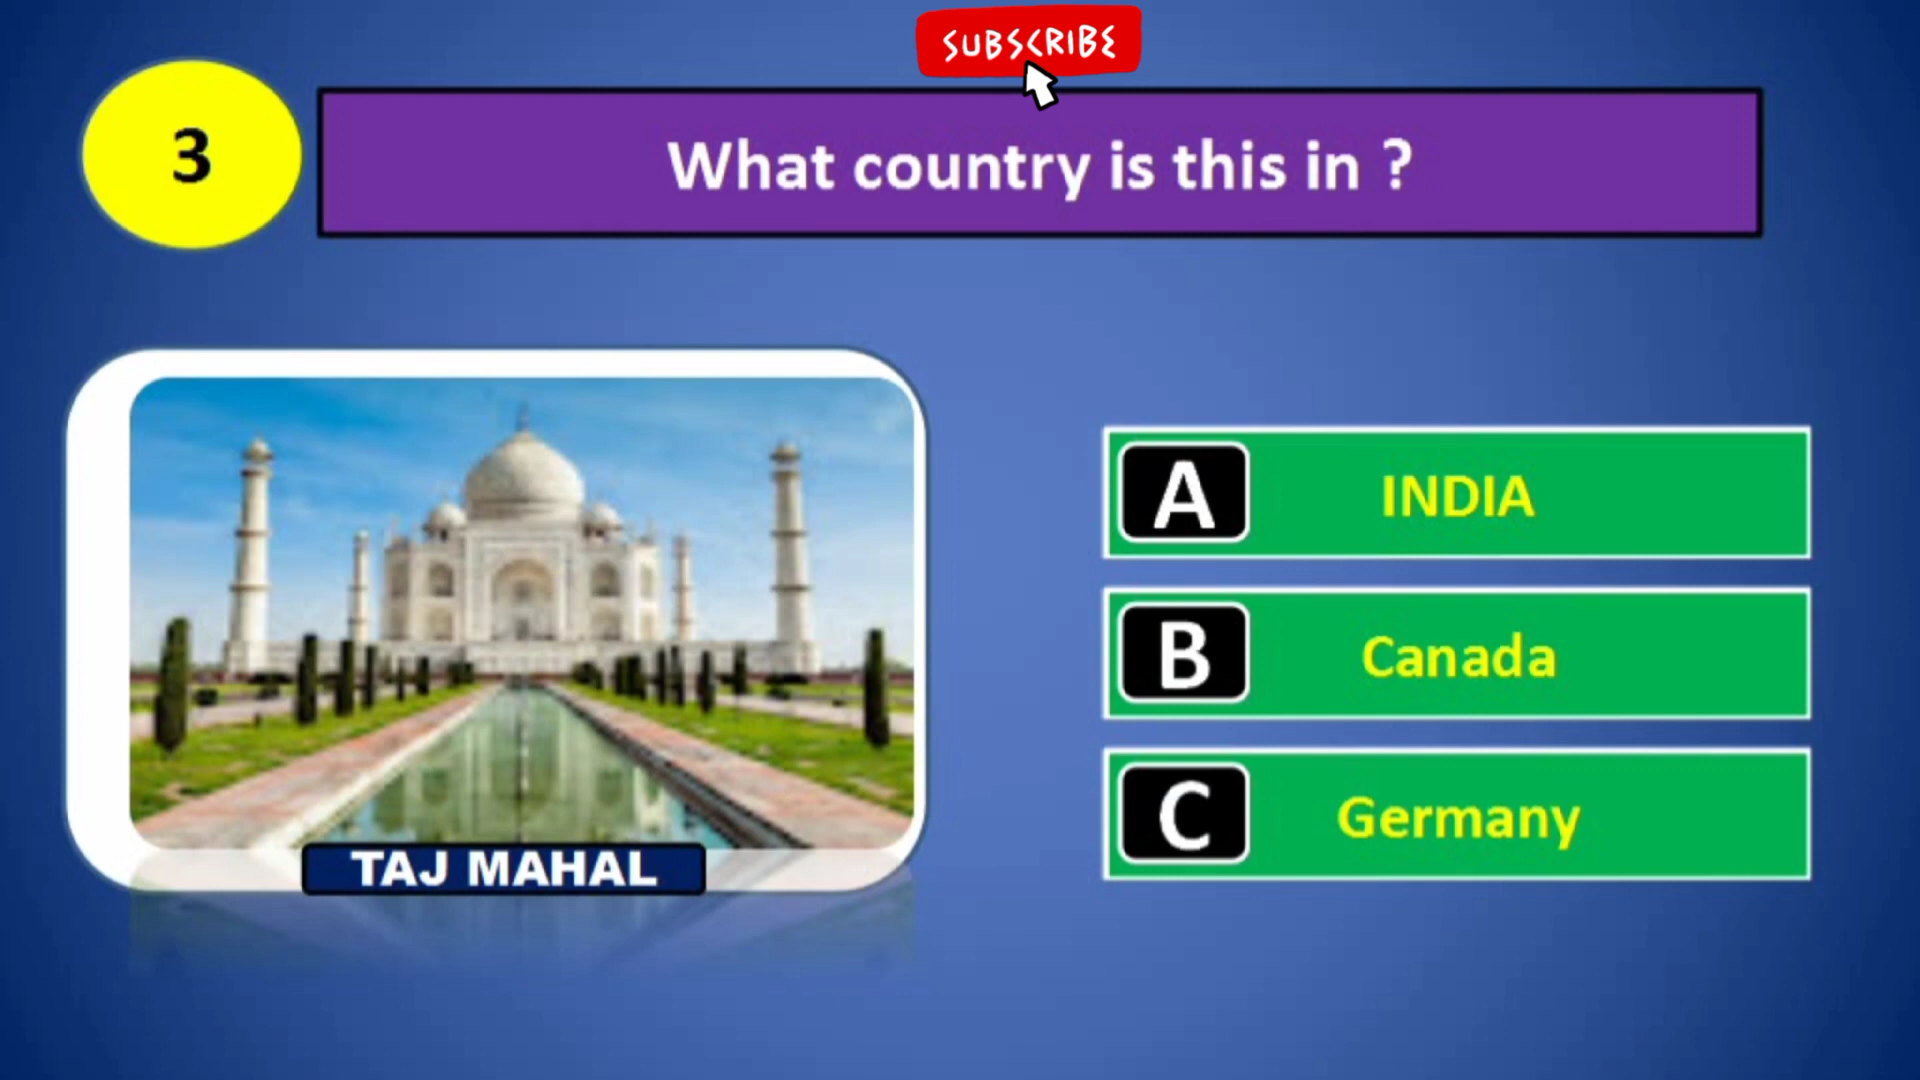 SUBSCRIBE
3
What country is this in ?
TAJ MAHAL
A INDIA
B Canada
C Germany